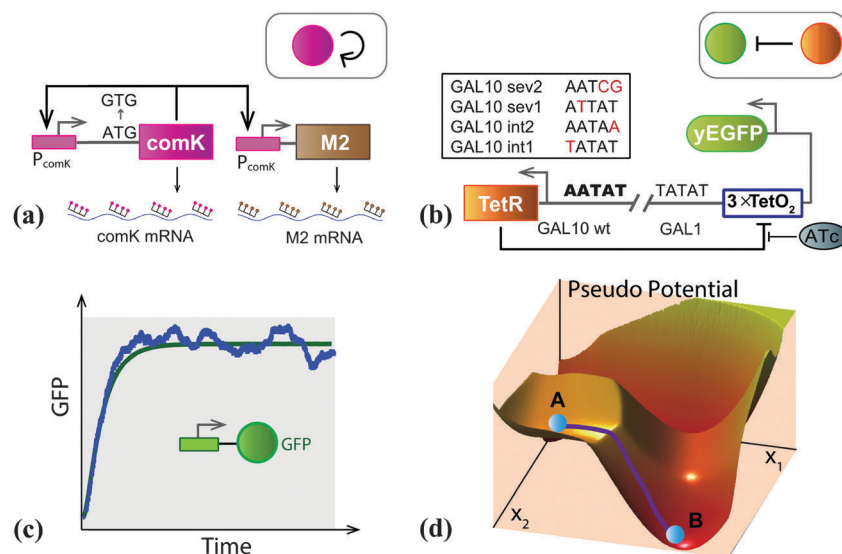 GTG
ATG
comK
M2
P_comK
P_comK
(a)
comK mRNA
M2 mRNA
GAL10 sev2 AATCG
GAL10 sev1 ATTAT
GAL10 int2 AATAA
GAL10 int1 TATAT
yEGFP
TetR
AATAT
TATAT
3×TetO₂
(b)
GAL10 wt
GAL1
ATc
GFP
GFP
(c)
Time
Pseudo Potential
A
B
X₁
X₂
(d)